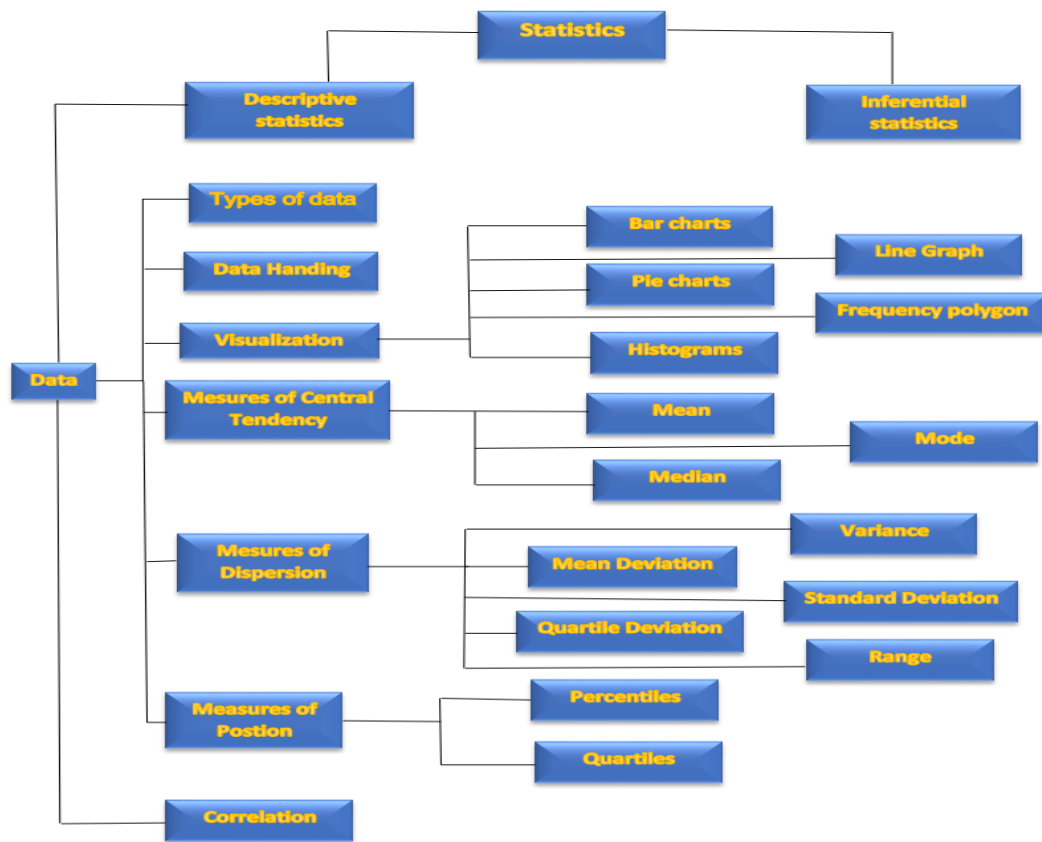 Statistics
Descriptive
statistics
Inferential
statistics
Types of data
Data Handing
Visualization
Bar charts
Line Graph
Pie charts
Frequency polygon
Histograms
Data
Mesures of Central
Tendency
Mean
Mode
Median
Mesures of
Dispersion
Variance
Mean Deviation
Standard Deviation
Quartile Deviation
Range
Measures of
Postion
Percentiles
Quartiles
Correlation